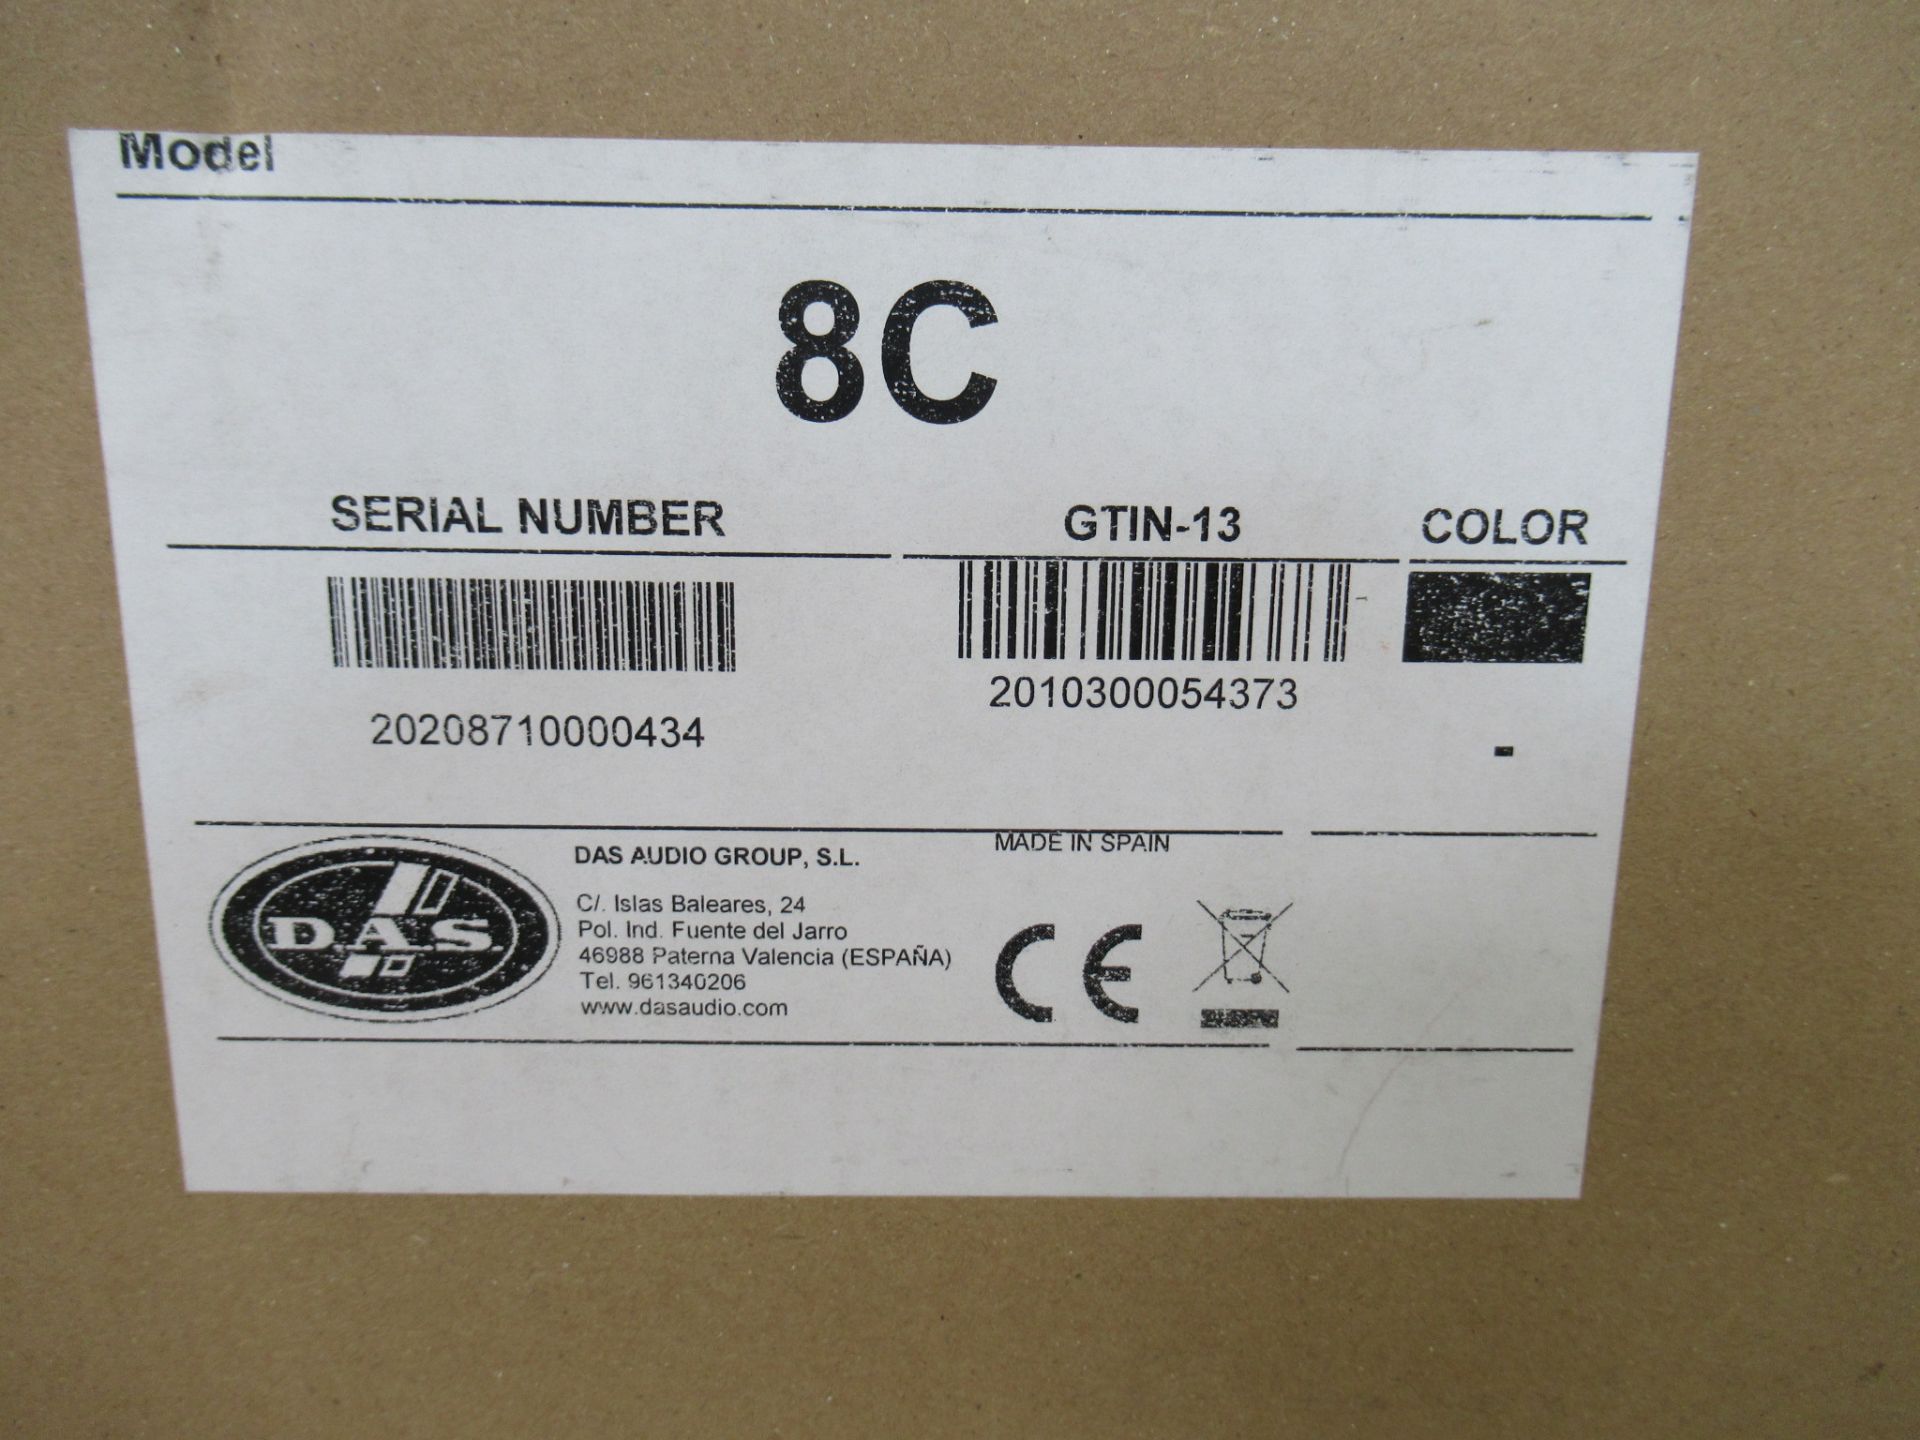 Model
8C
SERIAL NUMBER GTIN-13 COLOR
20208710000434 2010300054373 -
MADE IN SPAIN
D.A.S.
DAS AUDIO GROUP, S.L.
C/. Islas Baleares, 24
Pol. Ind. Fuente del Jarro
46988 Paterna Valencia (ESPAÑA)
Tel. 961340206
www.dasaudio.com
CE